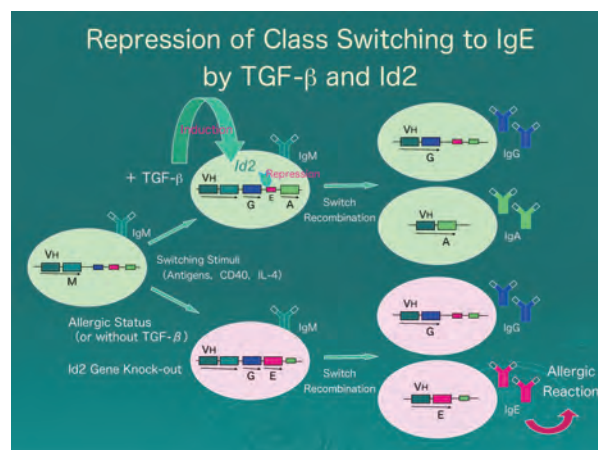 Repression of Class Switching to IgE
by TGF-β and Id2
Induction
Id2
IgM
Repression
+ TGF-β
VH
G
E
A
Switch
Recombination
VH
G
IgG
VH
A
IgA
IgM
VH
M
Switching Stimuli
(Antigens, CD40, IL-4)
Allergic Status
(or without TGF-β)
Id2 Gene Knock-out
IgM
VH
G
E
Switch
Recombination
VH
G
IgG
VH
E
IgE
Allergic
Reaction